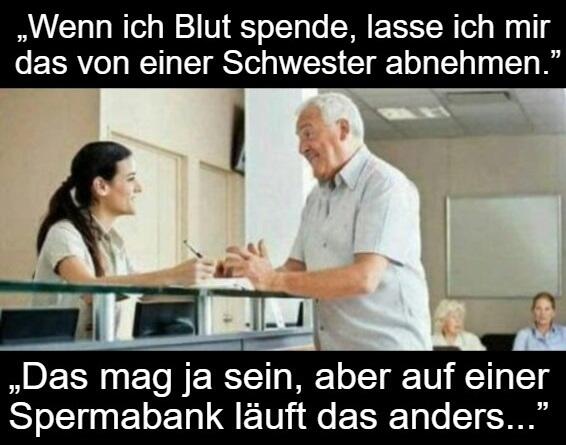 „Wenn ich Blut spende, lasse ich mir
das von einer Schwester abnehmen.”
„Das mag ja sein, aber auf einer
Spermabank läuft das anders...”